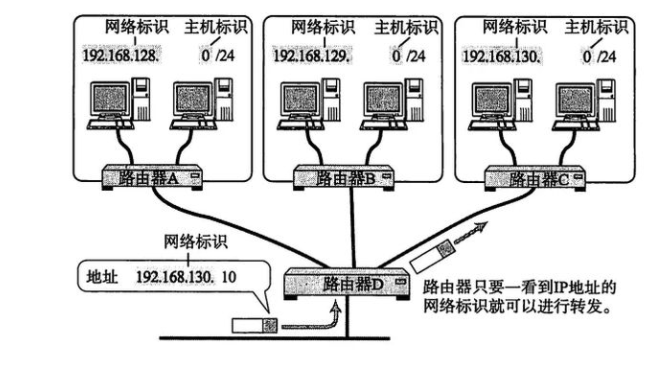 网络标识 主机标识
192.168.128. 0 /24
网络标识 主机标识
192.168.129. 0 /24
网络标识 主机标识
192.168.130. 0 /24
路由器A
路由器B
路由器C
网络标识
地址 192.168.130. 10
路由器D
路由器只要一看到IP地址的
网络标识就可以进行转发。